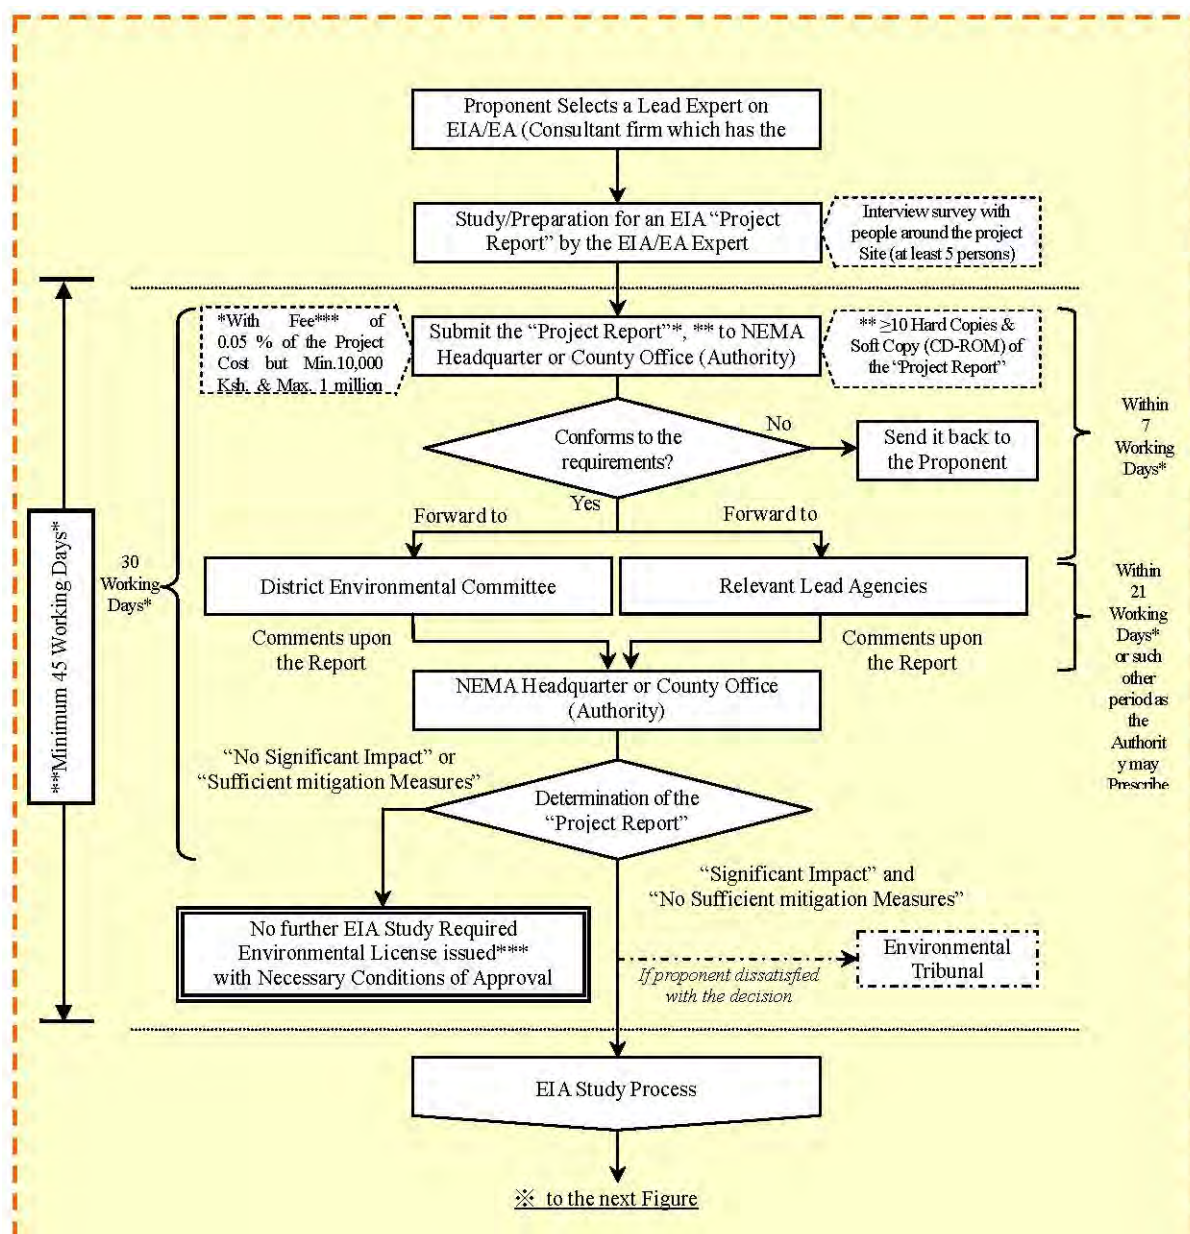 Proponent Selects a Lead Expert on
EIA/EA (Consultant firm which has the
Study/Preparation for an EIA “Project
Report” by the EIA/EA Expert
Interview survey with
people around the project
Site (at least 5 persons)
*With Fee*** of
0.05 % of the Project
Cost but Min.10,000
Ksh. & Max. 1 million
Submit the “Project Report”*, ** to NEMA
Headquarter or County Office (Authority)
** ≥10 Hard Copies &
Soft Copy (CD-ROM) of
the “Project Report”
Within
7
Working
Days*
Conforms to the
requirements?
No
Send it back to
the Proponent
Yes
Forward to
Forward to
**Minimum 45 Working Days*
30
Working
Days*
District Environmental Committee
Relevant Lead Agencies
Within
21
Working
Days*
or such
other
period as
the
Authorit
y may
Prescribe
Comments upon
the Report
Comments upon
the Report
NEMA Headquarter or County Office
(Authority)
“No Significant Impact” or
“Sufficient mitigation Measures”
Determination of the
“Project Report”
“Significant Impact” and
“No Sufficient mitigation Measures”
No further EIA Study Required
Environmental License issued***
with Necessary Conditions of Approval
If proponent dissatisfied
with the decision
Environmental
Tribunal
EIA Study Process
※ to the next Figure